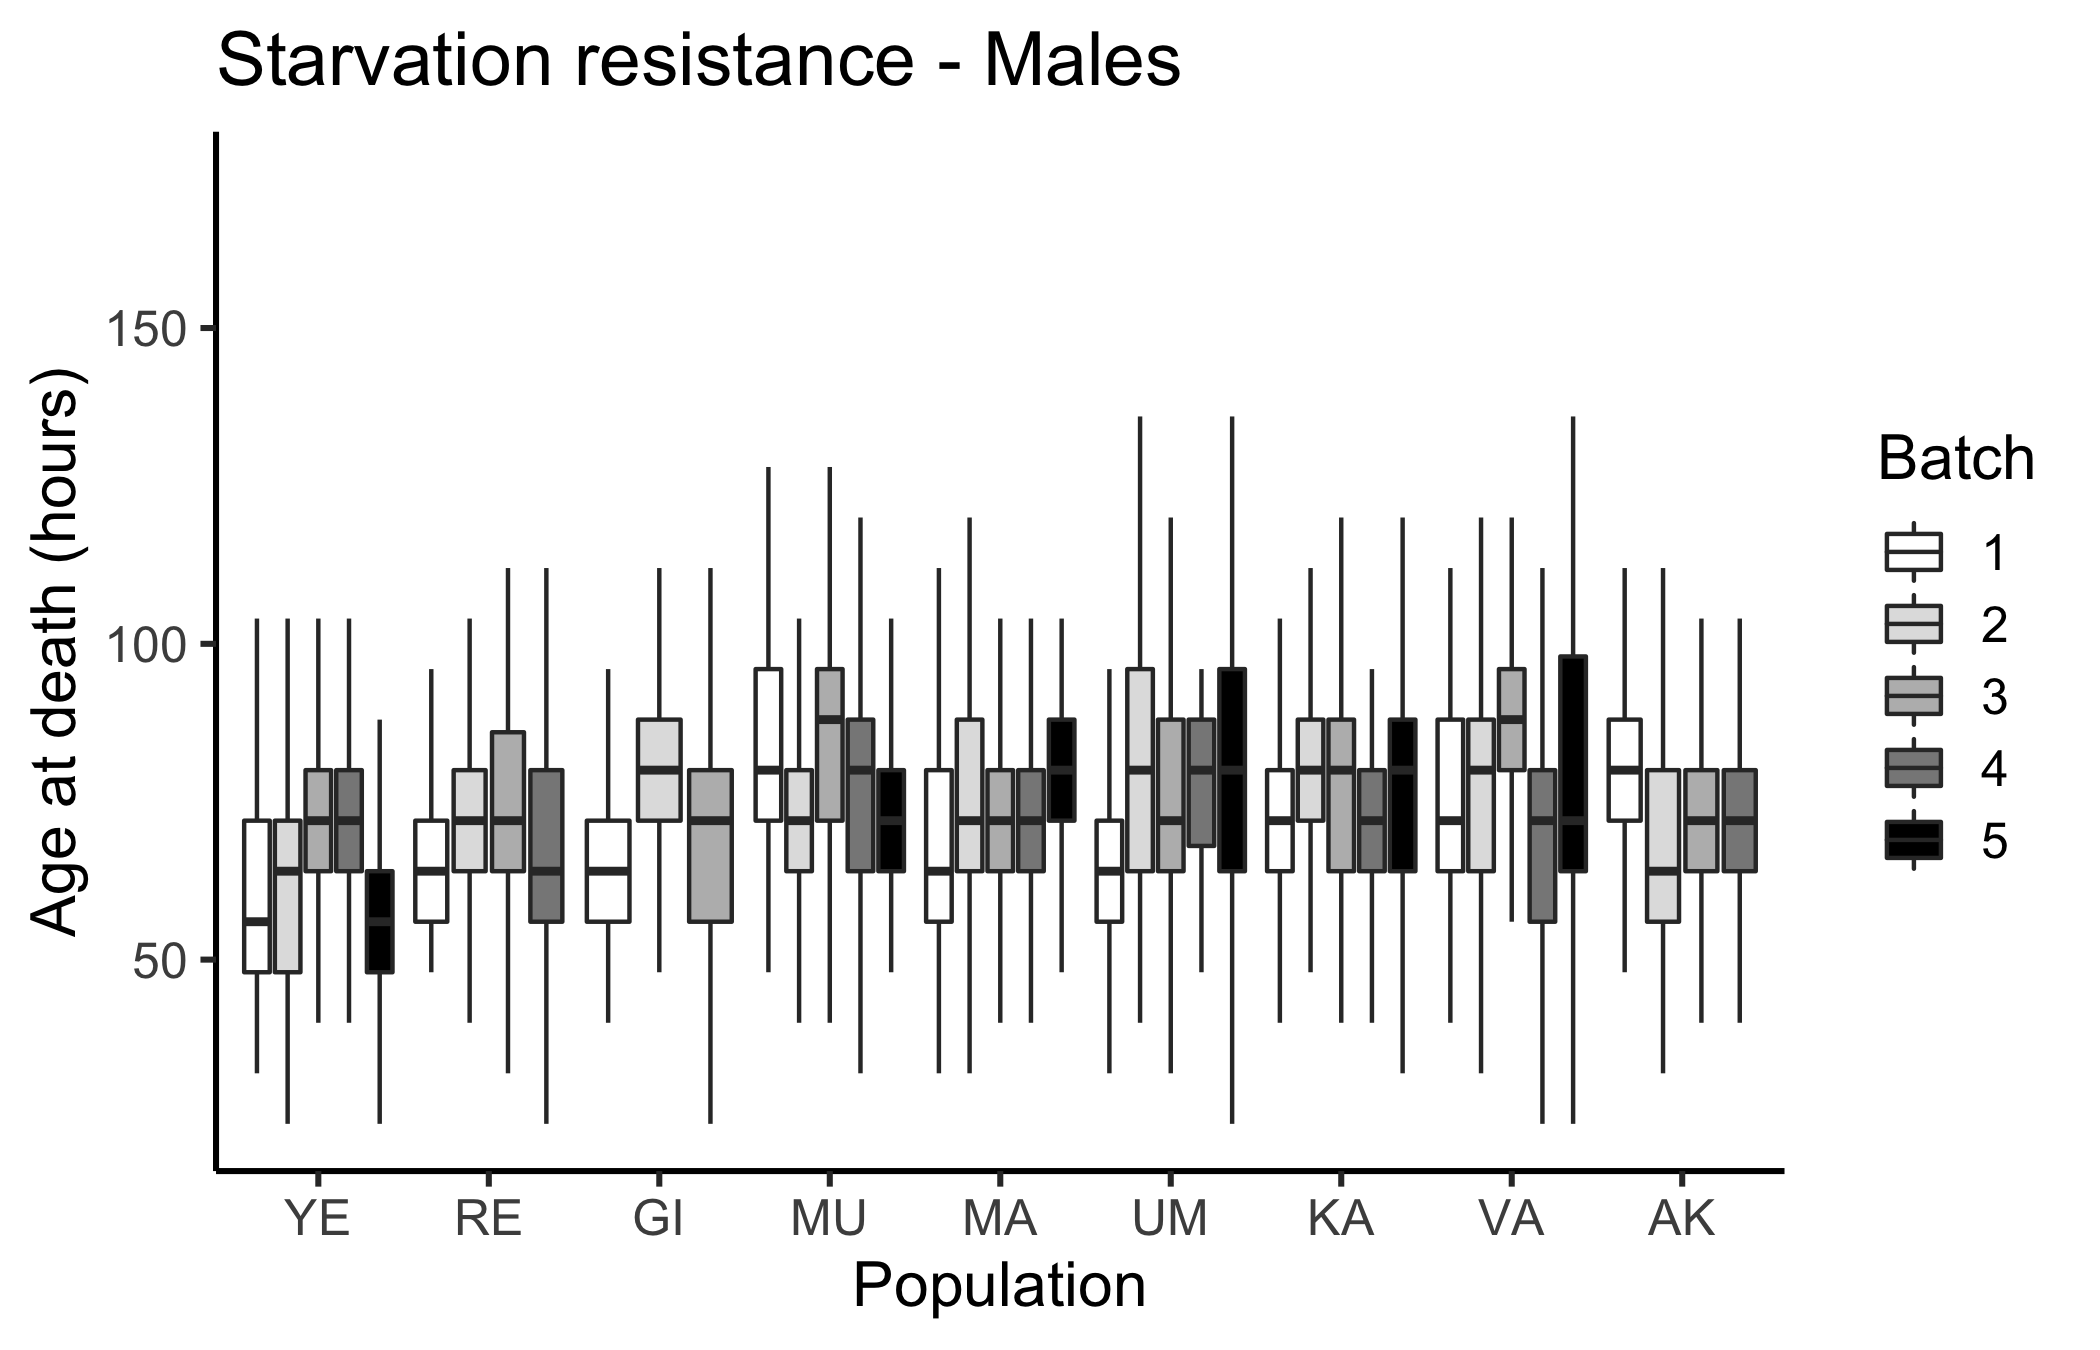 Starvation resistance - Males
Age at death (hours)
150
100
50
YE RE GI MU MA UM KA VA AK
Population
Batch
1
2
3
4
5